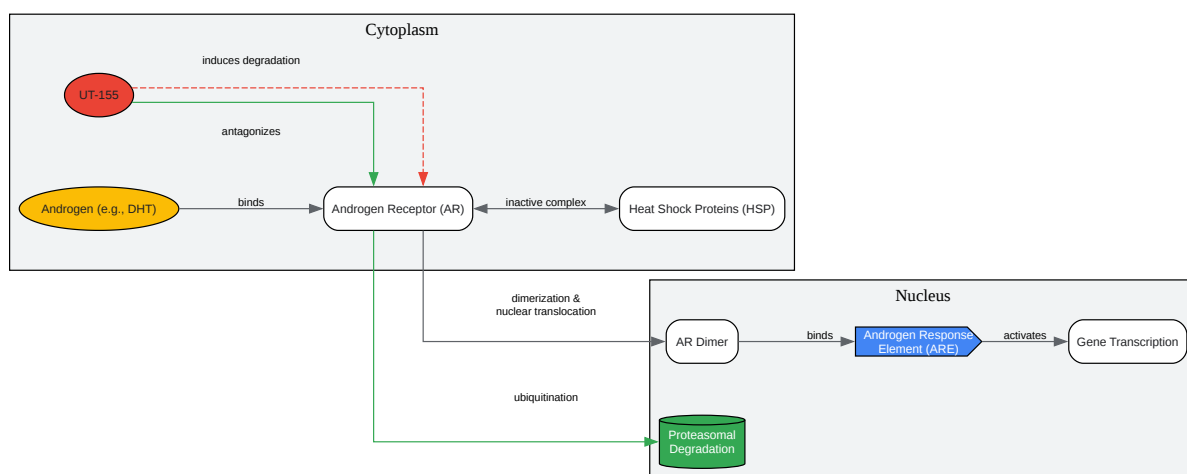 Cytoplasm
induces degradation
UT-155
antagonizes
Androgen (e.g., DHT)
binds
Androgen Receptor (AR)
inactive complex
Heat Shock Proteins (HSP)
Nucleus
dimerization &
nuclear translocation
AR Dimer
binds
Androgen Response
Element (ARE)
activates
Gene Transcription
ubiquitination
Proteasomal
Degradation